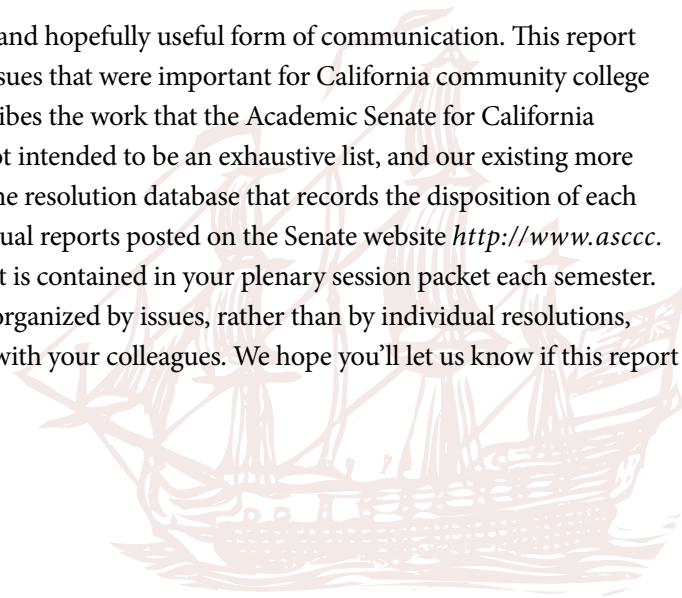 and hopefully useful form of communication. This report
sues that were important for California community college
ibes the work that the Academic Senate for California
ot intended to be an exhaustive list, and our existing more
ne resolution database that records the disposition of each
ual reports posted on the Senate website http://www.asccc.
t is contained in your plenary session packet each semester.
organized by issues, rather than by individual resolutions,
with your colleagues. We hope you’ll let us know if this report